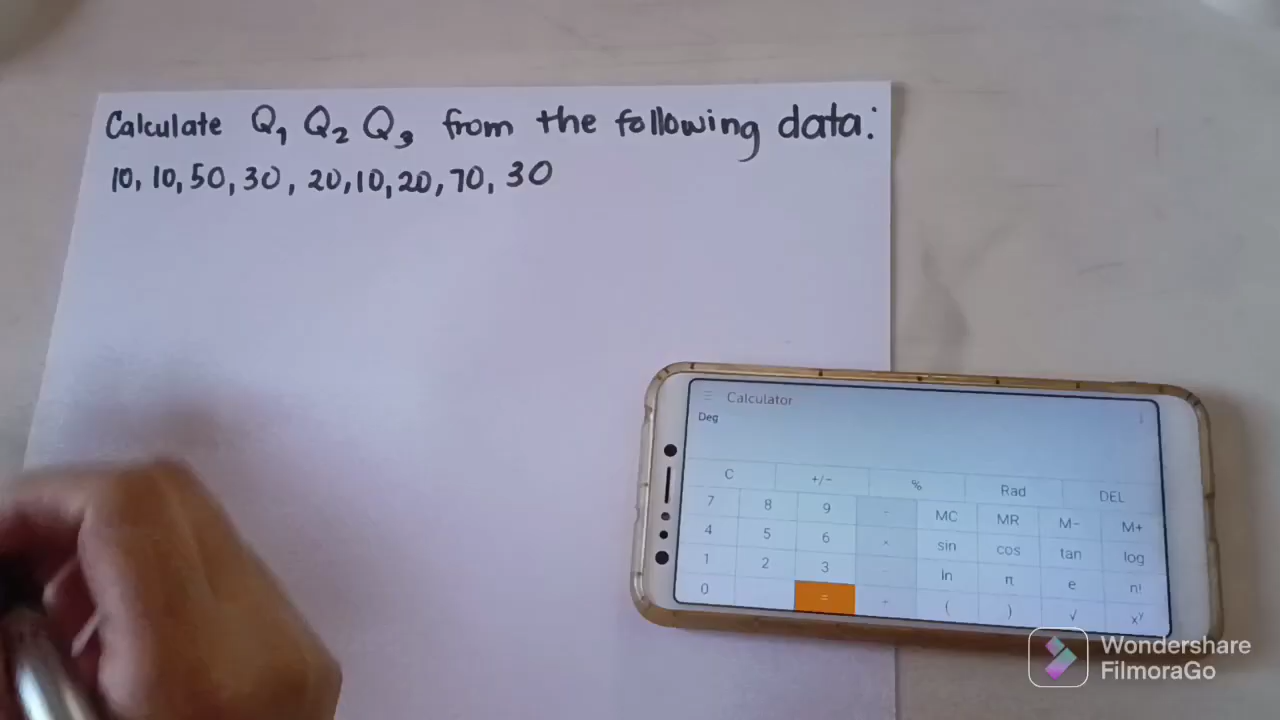 Calculate Q1 Q2 Q3 from the following data:
10, 10, 50, 30, 20, 10, 20, 70, 30
Calculator
Deg
C +/- % Rad DEL
7 8 9 ÷ MC MR M- M+
4 5 6 × sin cos tan log
1 2 3 - ln π e n!
0 = + ( ) √ xʸ
Wondershare
FilmoraGo